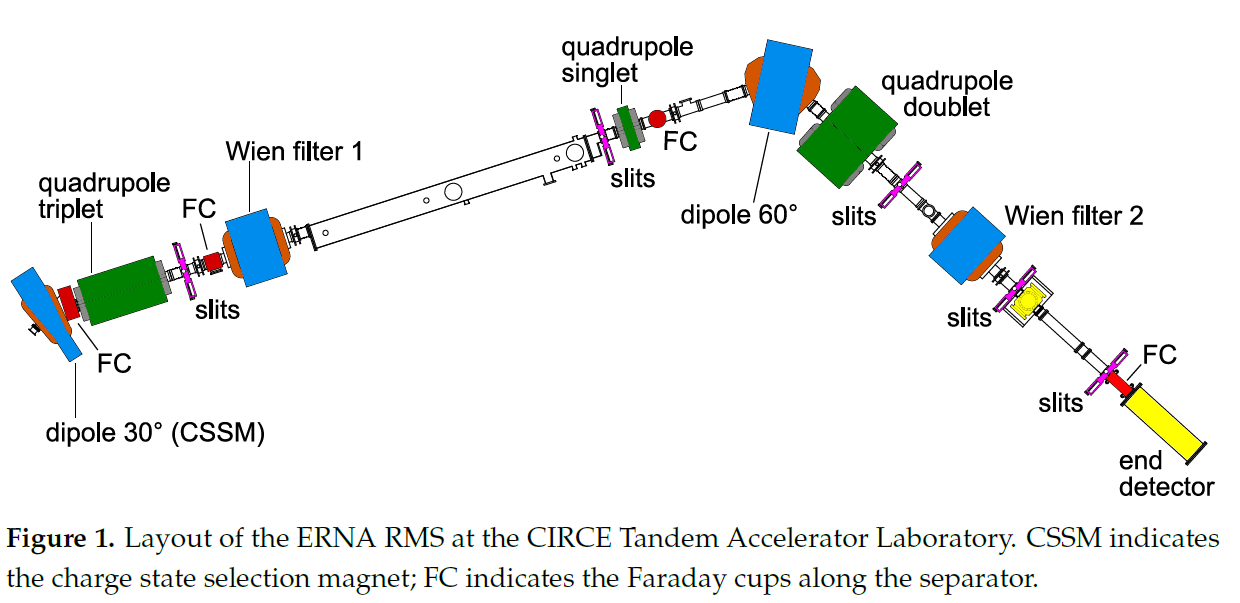 quadrupole
singlet
quadrupole
doublet
Wien filter 1
FC
quadrupole
triplet
FC
slits
dipole 60°
slits
Wien filter 2
slits
slits
FC
FC
slits
dipole 30° (CSSM)
end
detector
Figure 1. Layout of the ERNA RMS at the CIRCE Tandem Accelerator Laboratory. CSSM indicates
the charge state selection magnet; FC indicates the Faraday cups along the separator.